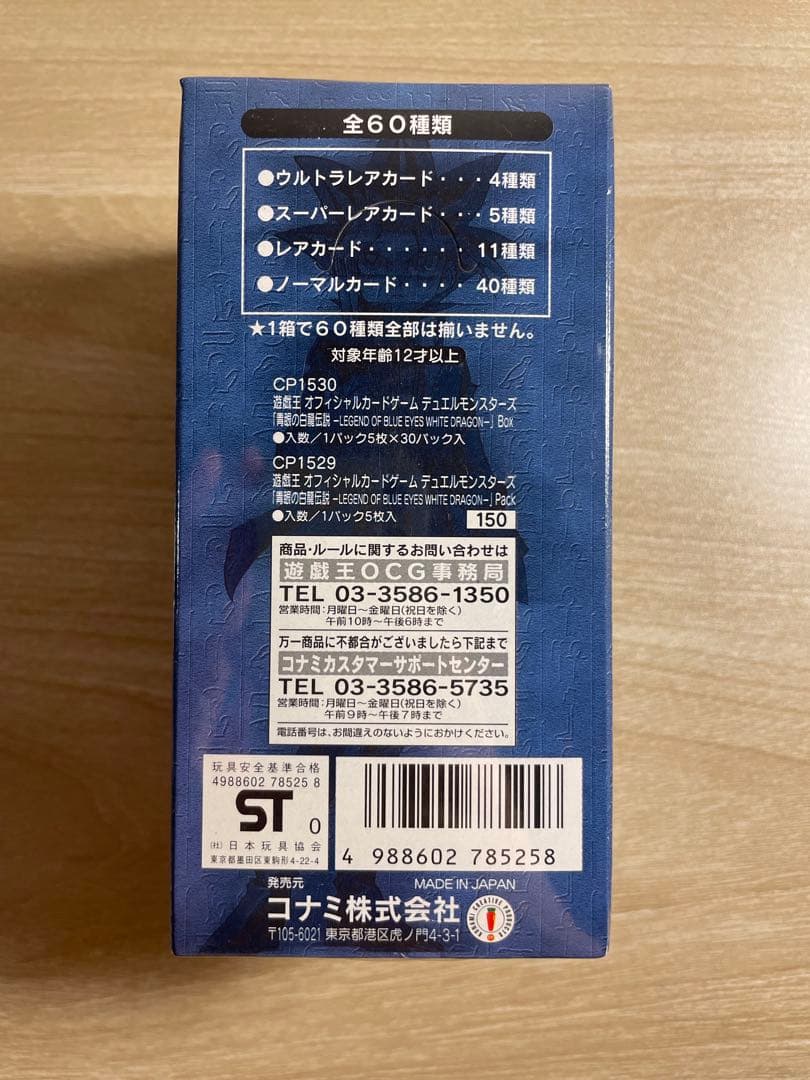 全60種類
●ウルトラレアカード・・・4種類
●スーパーレアカード・・・5種類
●レアカード・・・・・・11種類
●ノーマルカード・・・・40種類
★1箱で60種類全部は揃いません。
対象年齢12才以上
CP1530
遊戯王 オフィシャルカードゲーム デュエルモンスターズ
「青眼の白龍伝説 −LEGEND OF BLUE EYES WHITE DRAGON−」Box
●入数/1パック5枚×30パック入
CP1529
遊戯王 オフィシャルカードゲーム デュエルモンスターズ
「青眼の白龍伝説 −LEGEND OF BLUE EYES WHITE DRAGON−」Pack
●入数/1パック5枚入 150
商品・ルールに関するお問い合わせは
遊戯王OCG事務局
TEL 03-3586-1350
営業時間:月曜日〜金曜日(祝日を除く)
午前10時〜午後6時まで
万一商品に不都合がございましたら下記まで
コナミカスタマーサポートセンター
TEL 03-3586-5735
営業時間:月曜日〜金曜日(祝日を除く)
午前9時〜午後7時まで
電話番号は、お間違えのないようにおかけください。
玩具安全基準合格
4988602 78525 8
ST 0
(社)日本玩具協会
東京都墨田区東駒形4-22-4
4 988602 785258
発売元 MADE IN JAPAN
コナミ株式会社
〒105-6021 東京都港区虎ノ門4-3-1
KONAMI CREATIVE PRODUCTS